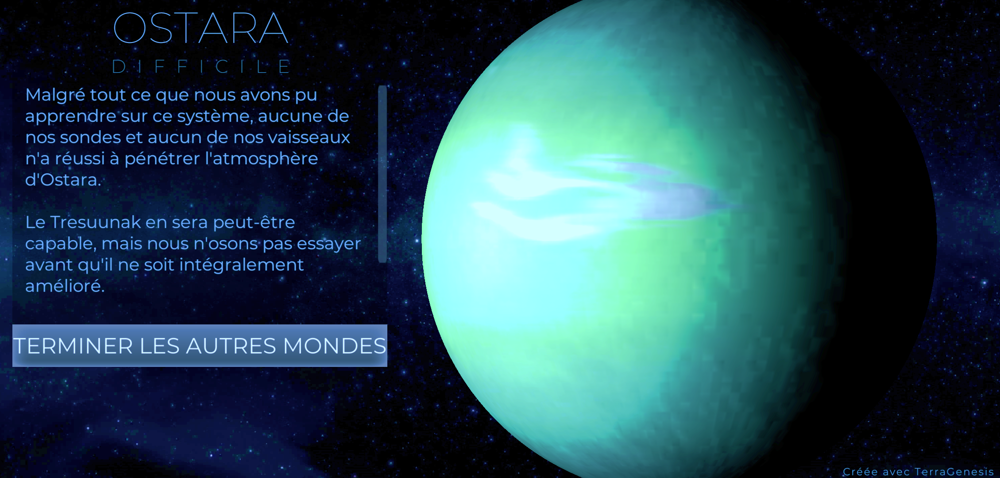 OSTARA
DIFFICILE
Malgré tout ce que nous avons pu
apprendre sur ce système, aucune de
nos sondes et aucun de nos vaisseaux
n'a réussi à pénétrer l'atmosphère
d'Ostara.
Le Tresuunak en sera peut-être
capable, mais nous n'osons pas essayer
avant qu'il ne soit intégralement
amélioré.
TERMINER LES AUTRES MONDES
Créée avec TerraGenesis